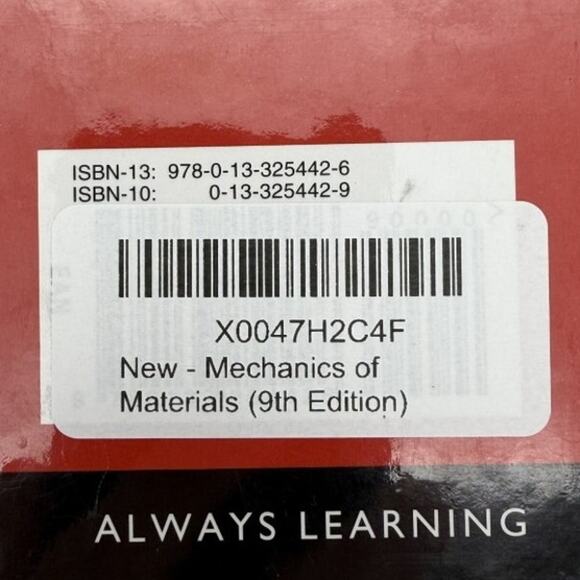 ISBN-13: 978-0-13-325442-6
ISBN-10: 0-13-325442-9
X0047H2C4F
New - Mechanics of
Materials (9th Edition)
ALWAYS LEARNING